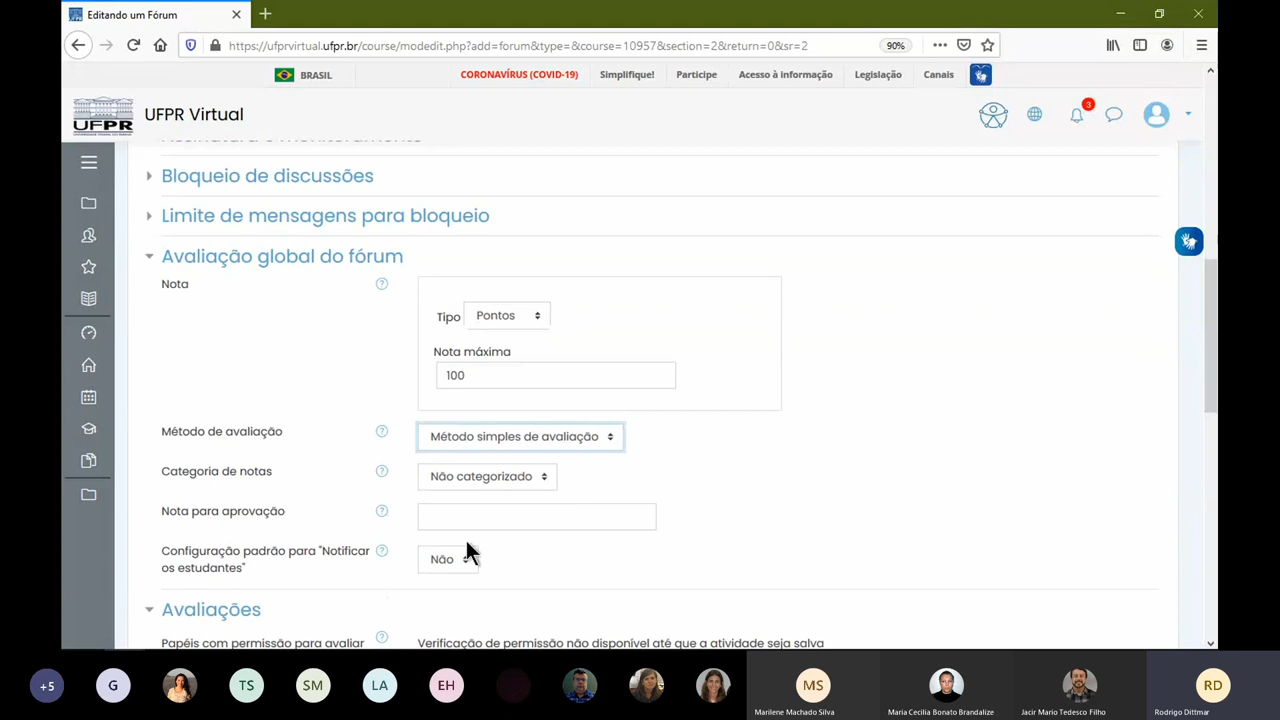 Editando um Fórum
https://ufprvirtual.ufpr.br/course/modedit.php?add=forum&type=&course=10957&section=2&return=0&sr=2
90%
BRASIL
CORONAVÍRUS (COVID-19)
Simplifique!
Participe
Acesso à informação
Legislação
Canais
UFPR
UFPR Virtual
3
Assinatura e monitoramento
Bloqueio de discussões
Limite de mensagens para bloqueio
Avaliação global do fórum
Nota
Tipo Pontos
Nota máxima
100
Método de avaliação
Método simples de avaliação
Categoria de notas
Não categorizado
Nota para aprovação
Configuração padrão para "Notificar
os estudantes"
Não
Avaliações
Papéis com permissão para avaliar
Verificação de permissão não disponível até que a atividade seja salva
+5
G
TS
SM
LA
EH
MS
RD
Marilene Machado Silva
Maria Cecilia Bonato Brandalize
Jacir Mario Tedesco Filho
Rodrigo Dittmar